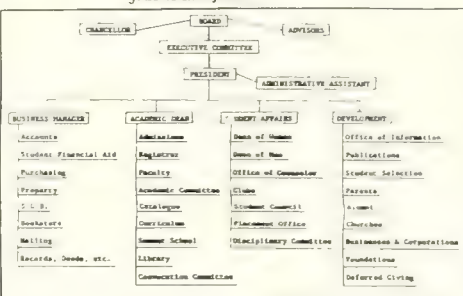 BOARD
CHANCELLOR
ADVISORS
EXECUTIVE COMMITTEE
PRESIDENT
ADMINISTRATIVE ASSISTANT
BUSINESS MANAGER
Accounts
Student Financial Aid
Purchasing
Property
Bookstore
Mailing
Records, Deeds, etc.
ACADEMIC DEAN
Admissions
Registrar
Faculty
Academic Committee
Catalogue
Curriculum
Summer School
Library
Convocation Committee
UDENT AFFAIRS
Dean of Women
Dean of Men
Office of Counselor
Clubs
Student Council
Placement Office
Disciplinary Committee
DEVELOPMENT
Office of Information
Publications
Student Selection
Parents
Alumni
Churches
Businesses & Corporations
Foundations
Deferred Giving